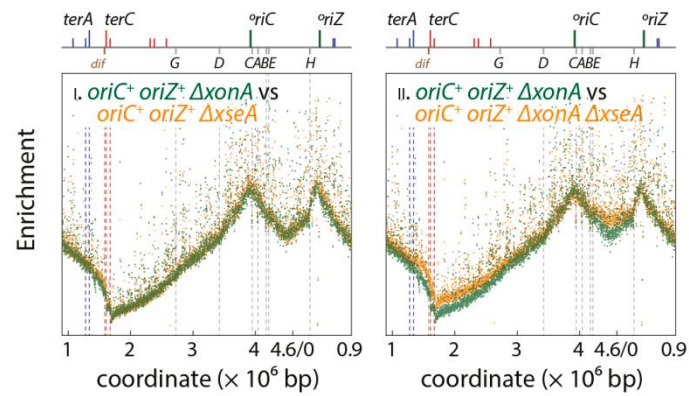 terA terC oriC oriZ
dif G D CABE H
I. oriC+ oriZ+ ΔxonA vs
oriC+ oriZ+ ΔxseA
Enrichment
1 2 3 4 4.6/0 0.9
coordinate (× 10⁶ bp)
terA terC oriC oriZ
dif G D CABE H
II. oriC+ oriZ+ ΔxonA vs
oriC+ oriZ+ ΔxonA ΔxseA
1 2 3 4 4.6/0 0.9
coordinate (× 10⁶ bp)